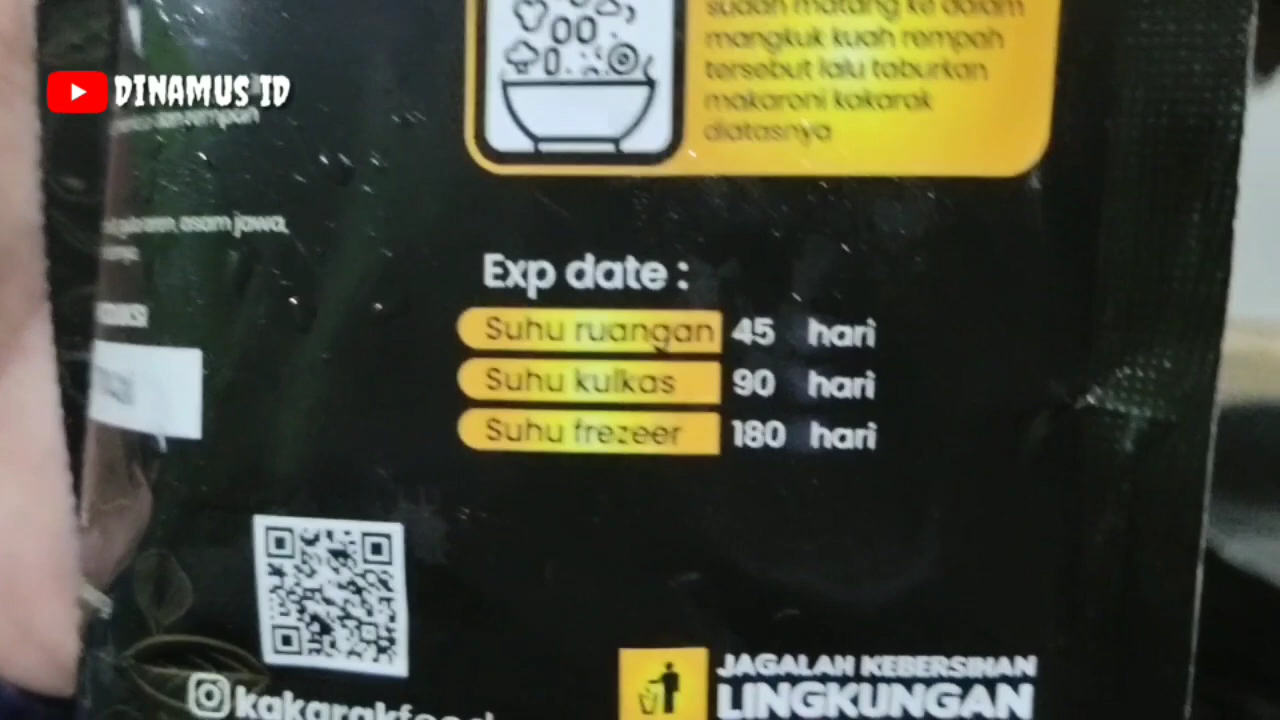 DINAMUS ID
sudah matang ke dalam
mangkuk kuah rempah
tersebut lalu taburkan
makaroni kakarak
diatasnya
asam jawa,
Exp date :
Suhu ruangan 45 hari
Suhu kulkas 90 hari
Suhu frezeer 180 hari
kakarakfood
JAGALAH KEBERSIHAN
LINGKUNGAN